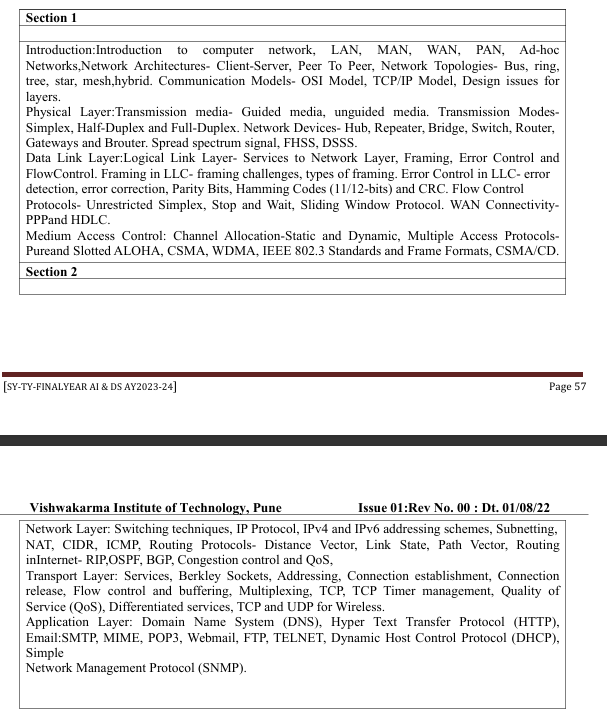 Section 1
Introduction:Introduction to computer network, LAN, MAN, WAN, PAN, Ad-hoc
Networks,Network Architectures- Client-Server, Peer To Peer, Network Topologies- Bus, ring,
tree, star, mesh,hybrid. Communication Models- OSI Model, TCP/IP Model, Design issues for
layers.
Physical Layer:Transmission media- Guided media, unguided media. Transmission Modes-
Simplex, Half-Duplex and Full-Duplex. Network Devices- Hub, Repeater, Bridge, Switch, Router,
Gateways and Brouter. Spread spectrum signal, FHSS, DSSS.
Data Link Layer:Logical Link Layer- Services to Network Layer, Framing, Error Control and
FlowControl. Framing in LLC- framing challenges, types of framing. Error Control in LLC- error
detection, error correction, Parity Bits, Hamming Codes (11/12-bits) and CRC. Flow Control
Protocols- Unrestricted Simplex, Stop and Wait, Sliding Window Protocol. WAN Connectivity-
PPPand HDLC.
Medium Access Control: Channel Allocation-Static and Dynamic, Multiple Access Protocols-
Pureand Slotted ALOHA, CSMA, WDMA, IEEE 802.3 Standards and Frame Formats, CSMA/CD.
Section 2
[SY-TY-FINALYEAR AI & DS AY2023-24] Page 57
Vishwakarma Institute of Technology, Pune Issue 01:Rev No. 00 : Dt. 01/08/22
Network Layer: Switching techniques, IP Protocol, IPv4 and IPv6 addressing schemes, Subnetting,
NAT, CIDR, ICMP, Routing Protocols- Distance Vector, Link State, Path Vector, Routing
inInternet- RIP,OSPF, BGP, Congestion control and QoS,
Transport Layer: Services, Berkley Sockets, Addressing, Connection establishment, Connection
release, Flow control and buffering, Multiplexing, TCP, TCP Timer management, Quality of
Service (QoS), Differentiated services, TCP and UDP for Wireless.
Application Layer: Domain Name System (DNS), Hyper Text Transfer Protocol (HTTP),
Email:SMTP, MIME, POP3, Webmail, FTP, TELNET, Dynamic Host Control Protocol (DHCP),
Simple
Network Management Protocol (SNMP).